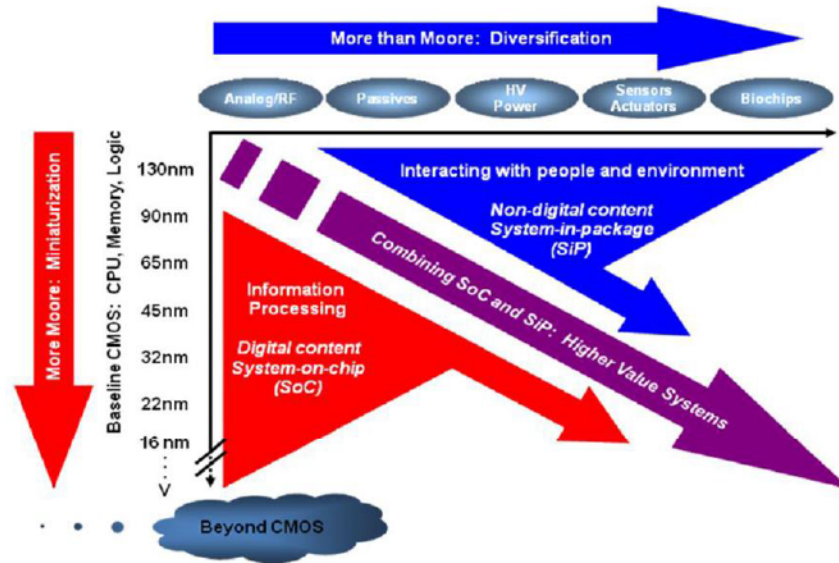 More than Moore: Diversification
Analog/RF
Passives
HV
Power
Sensors
Actuators
Biochips
More Moore: Miniaturization
Baseline CMOS: CPU, Memory, Logic
130nm
90nm
65nm
45nm
32nm
22nm
16 nm
Interacting with people and environment
Non-digital content
System-in-package
(SiP)
Combining SoC and SiP: Higher Value Systems
Information
Processing
Digital content
System-on-chip
(SoC)
Beyond CMOS